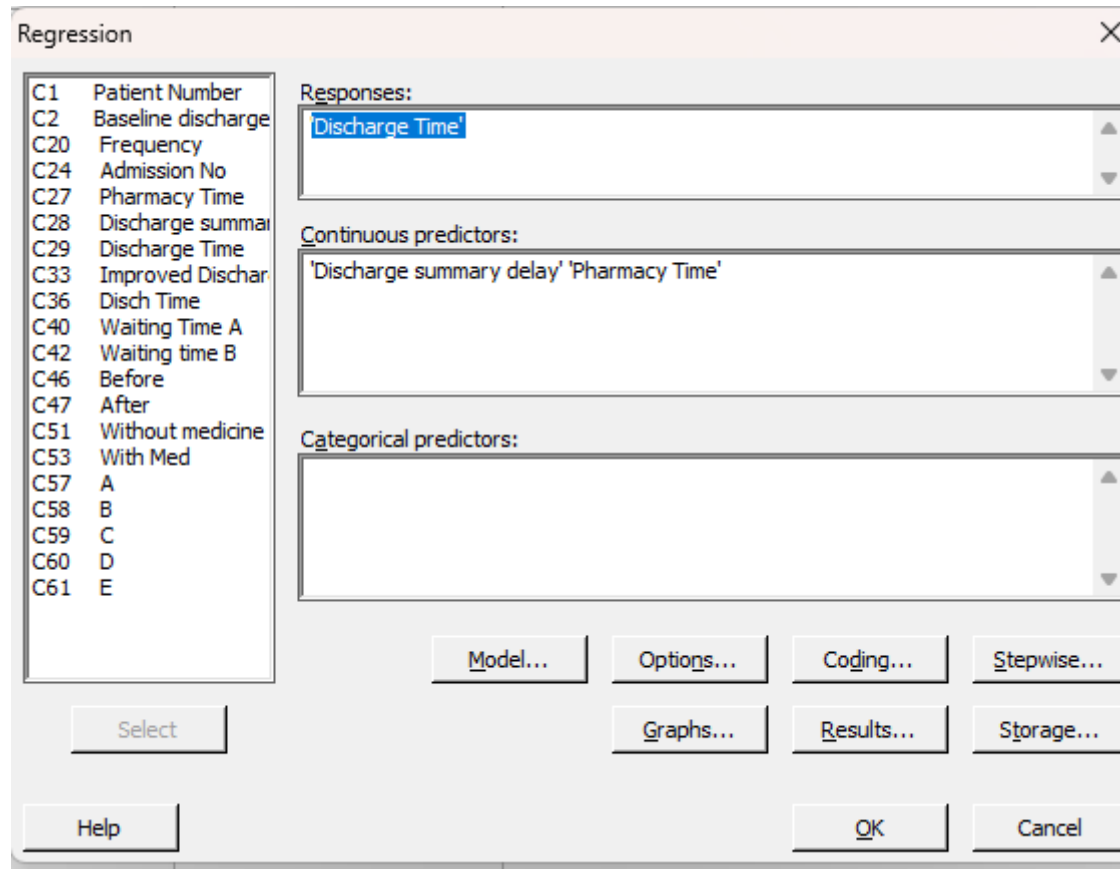 Regression
C1 Patient Number
C2 Baseline discharge
C20 Frequency
C24 Admission No
C27 Pharmacy Time
C28 Discharge summar
C29 Discharge Time
C33 Improved Dischar
C36 Disch Time
C40 Waiting Time A
C42 Waiting time B
C46 Before
C47 After
C51 Without medicine
C53 With Med
C57 A
C58 B
C59 C
C60 D
C61 E
Select
Responses:
'Discharge Time'
Continuous predictors:
'Discharge summary delay' 'Pharmacy Time'
Categorical predictors:
Model... Options... Coding... Stepwise...
Graphs... Results... Storage...
Help OK Cancel